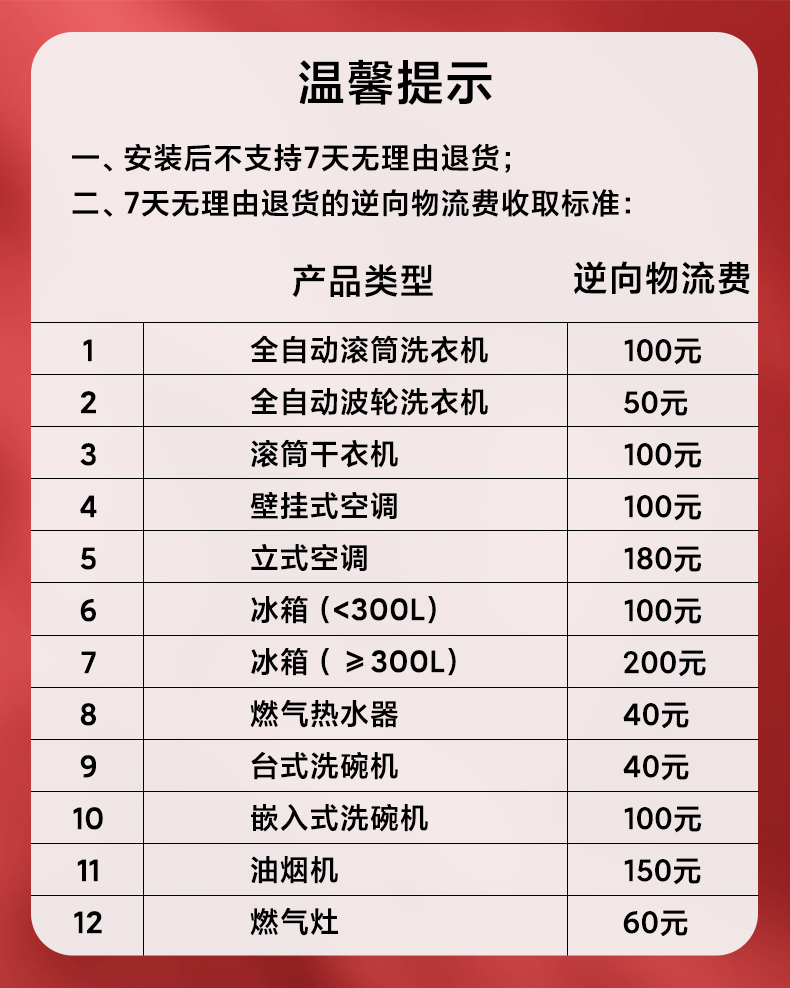 温馨提示
一、安装后不支持7天无理由退货；
二、7天无理由退货的逆向物流费收取标准：
产品类型 逆向物流费
1 全自动滚筒洗衣机 100元
2 全自动波轮洗衣机 50元
3 滚筒干衣机 100元
4 壁挂式空调 100元
5 立式空调 180元
6 冰箱（<300L） 100元
7 冰箱（ ≥300L） 200元
8 燃气热水器 40元
9 台式洗碗机 40元
10 嵌入式洗碗机 100元
11 油烟机 150元
12 燃气灶 60元